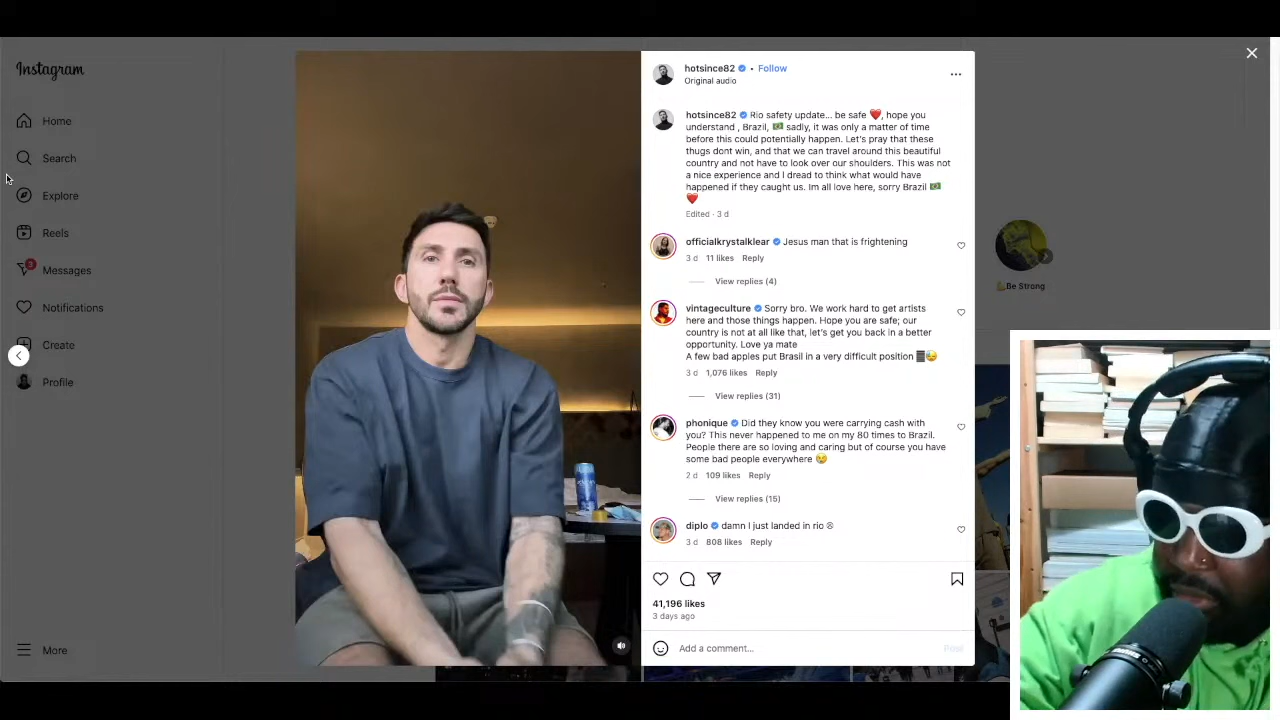 Instagram
Home
Search
Explore
Reels
3
Messages
Notifications
Create
Profile
More
hotsince82 • Follow
Original audio
hotsince82 Rio safety update... be safe ❤️, hope you
understand , Brazil, 🇧🇷 sadly, it was only a matter of time
before this could potentially happen. Let's pray that these
thugs dont win, and that we can travel around this beautiful
country and not have to look over our shoulders. This was not
a nice experience and I dread to think what would have
happened if they caught us. Im all love here, sorry Brazil 🇧🇷
❤️
Edited · 3 d
officialkrystalklear Jesus man that is frightening
3 d 11 likes Reply
View replies (4)
vintageculture Sorry bro. We work hard to get artists
here and those things happen. Hope you are safe; our
country is not at all like that, let's get you back in a better
opportunity. Love ya mate
A few bad apples put Brasil in a very difficult position
3 d 1,076 likes Reply
View replies (31)
phonique Did they know you were carrying cash with
you? This never happened to me on my 80 times to Brazil.
People there are so loving and caring but of course you have
some bad people everywhere 😢
2 d 109 likes Reply
View replies (15)
diplo damn I just landed in rio ☹
3 d 808 likes Reply
41,196 likes
3 days ago
Add a comment...
Post
💪Be Strong